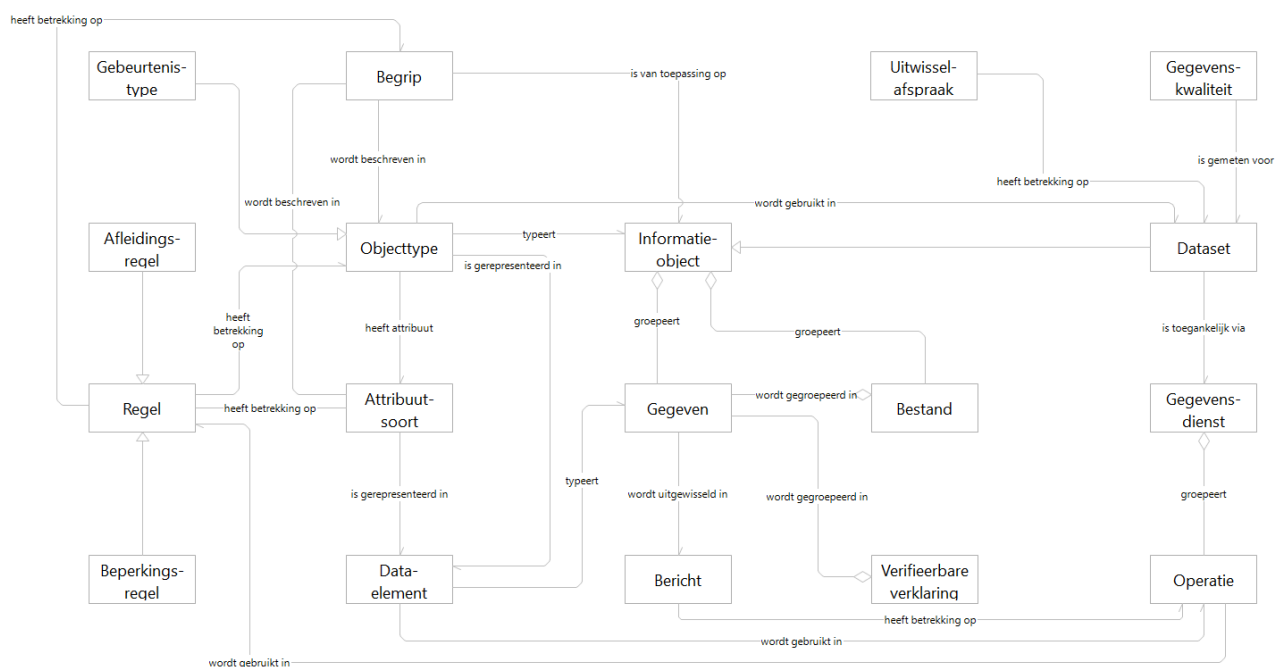 heeft betrekking op
Gebeurtenis-
type
Begrip
is van toepassing op
Uitwissel-
afspraak
Gegevens-
kwaliteit
wordt beschreven in
is gemeten voor
heeft betrekking op
wordt beschreven in
wordt gebruikt in
Afleidings-
regel
Objecttype
typeert
Informatie-
object
Dataset
is gerepresenteerd in
heeft
betrekking
op
heeft attribuut
groepeert
groepeert
is toegankelijk via
Regel
heeft betrekking op
Attribuut-
soort
Gegeven
wordt gegroepeerd in
Bestand
Gegevens-
dienst
typeert
is gerepresenteerd in
wordt uitgewisseld in
wordt gegroepeerd in
groepeert
Beperkings-
regel
Data-
element
Bericht
Verifieerbare
verklaring
Operatie
heeft betrekking op
wordt gebruikt in
wordt gebruikt in